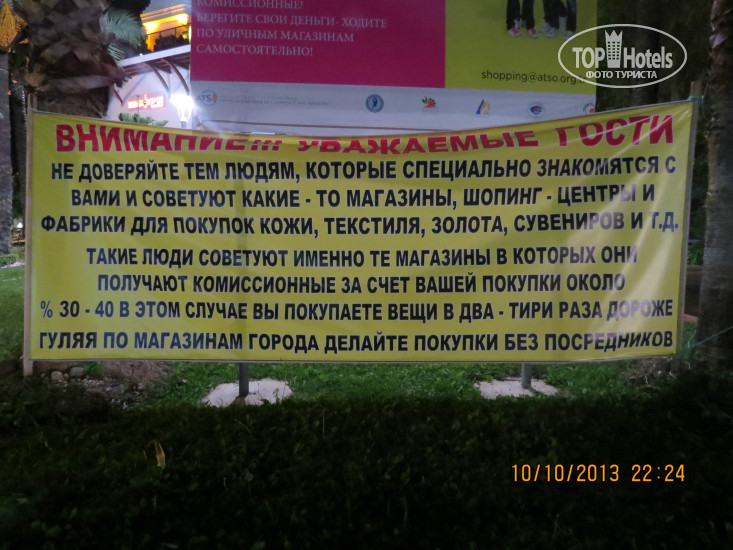 КОМИССИОННЫЕ!
БЕРЕГИТЕ СВОИ ДЕНЬГИ- ХОДИТЕ
ПО УЛИЧНЫМ МАГАЗИНАМ
САМОСТОЯТЕЛЬНО!
shopping@atso.org
TOP Hotels
ФОТО ТУРИСТА
ATS
ВНИМАНИЕ!!! УВАЖАЕМЫЕ ГОСТИ
НЕ ДОВЕРЯЙТЕ ТЕМ ЛЮДЯМ, КОТОРЫЕ СПЕЦИАЛЬНО ЗНАКОМЯТСЯ С
ВАМИ И СОВЕТУЮТ КАКИЕ - ТО МАГАЗИНЫ, ШОПИНГ - ЦЕНТРЫ И
ФАБРИКИ ДЛЯ ПОКУПОК КОЖИ, ТЕКСТИЛЯ, ЗОЛОТА, СУВЕНИРОВ И Т.Д.
ТАКИЕ ЛЮДИ СОВЕТУЮТ ИМЕННО ТЕ МАГАЗИНЫ В КОТОРЫХ ОНИ
ПОЛУЧАЮТ КОМИССИОННЫЕ ЗА СЧЕТ ВАШЕЙ ПОКУПКИ ОКОЛО
% 30 - 40 В ЭТОМ СЛУЧАЕ ВЫ ПОКУПАЕТЕ ВЕЩИ В ДВА - ТИРИ РАЗА ДОРОЖЕ
ГУЛЯЯ ПО МАГАЗИНАМ ГОРОДА ДЕЛАЙТЕ ПОКУПКИ БЕЗ ПОСРЕДНИКОВ
10/10/2013 22:24